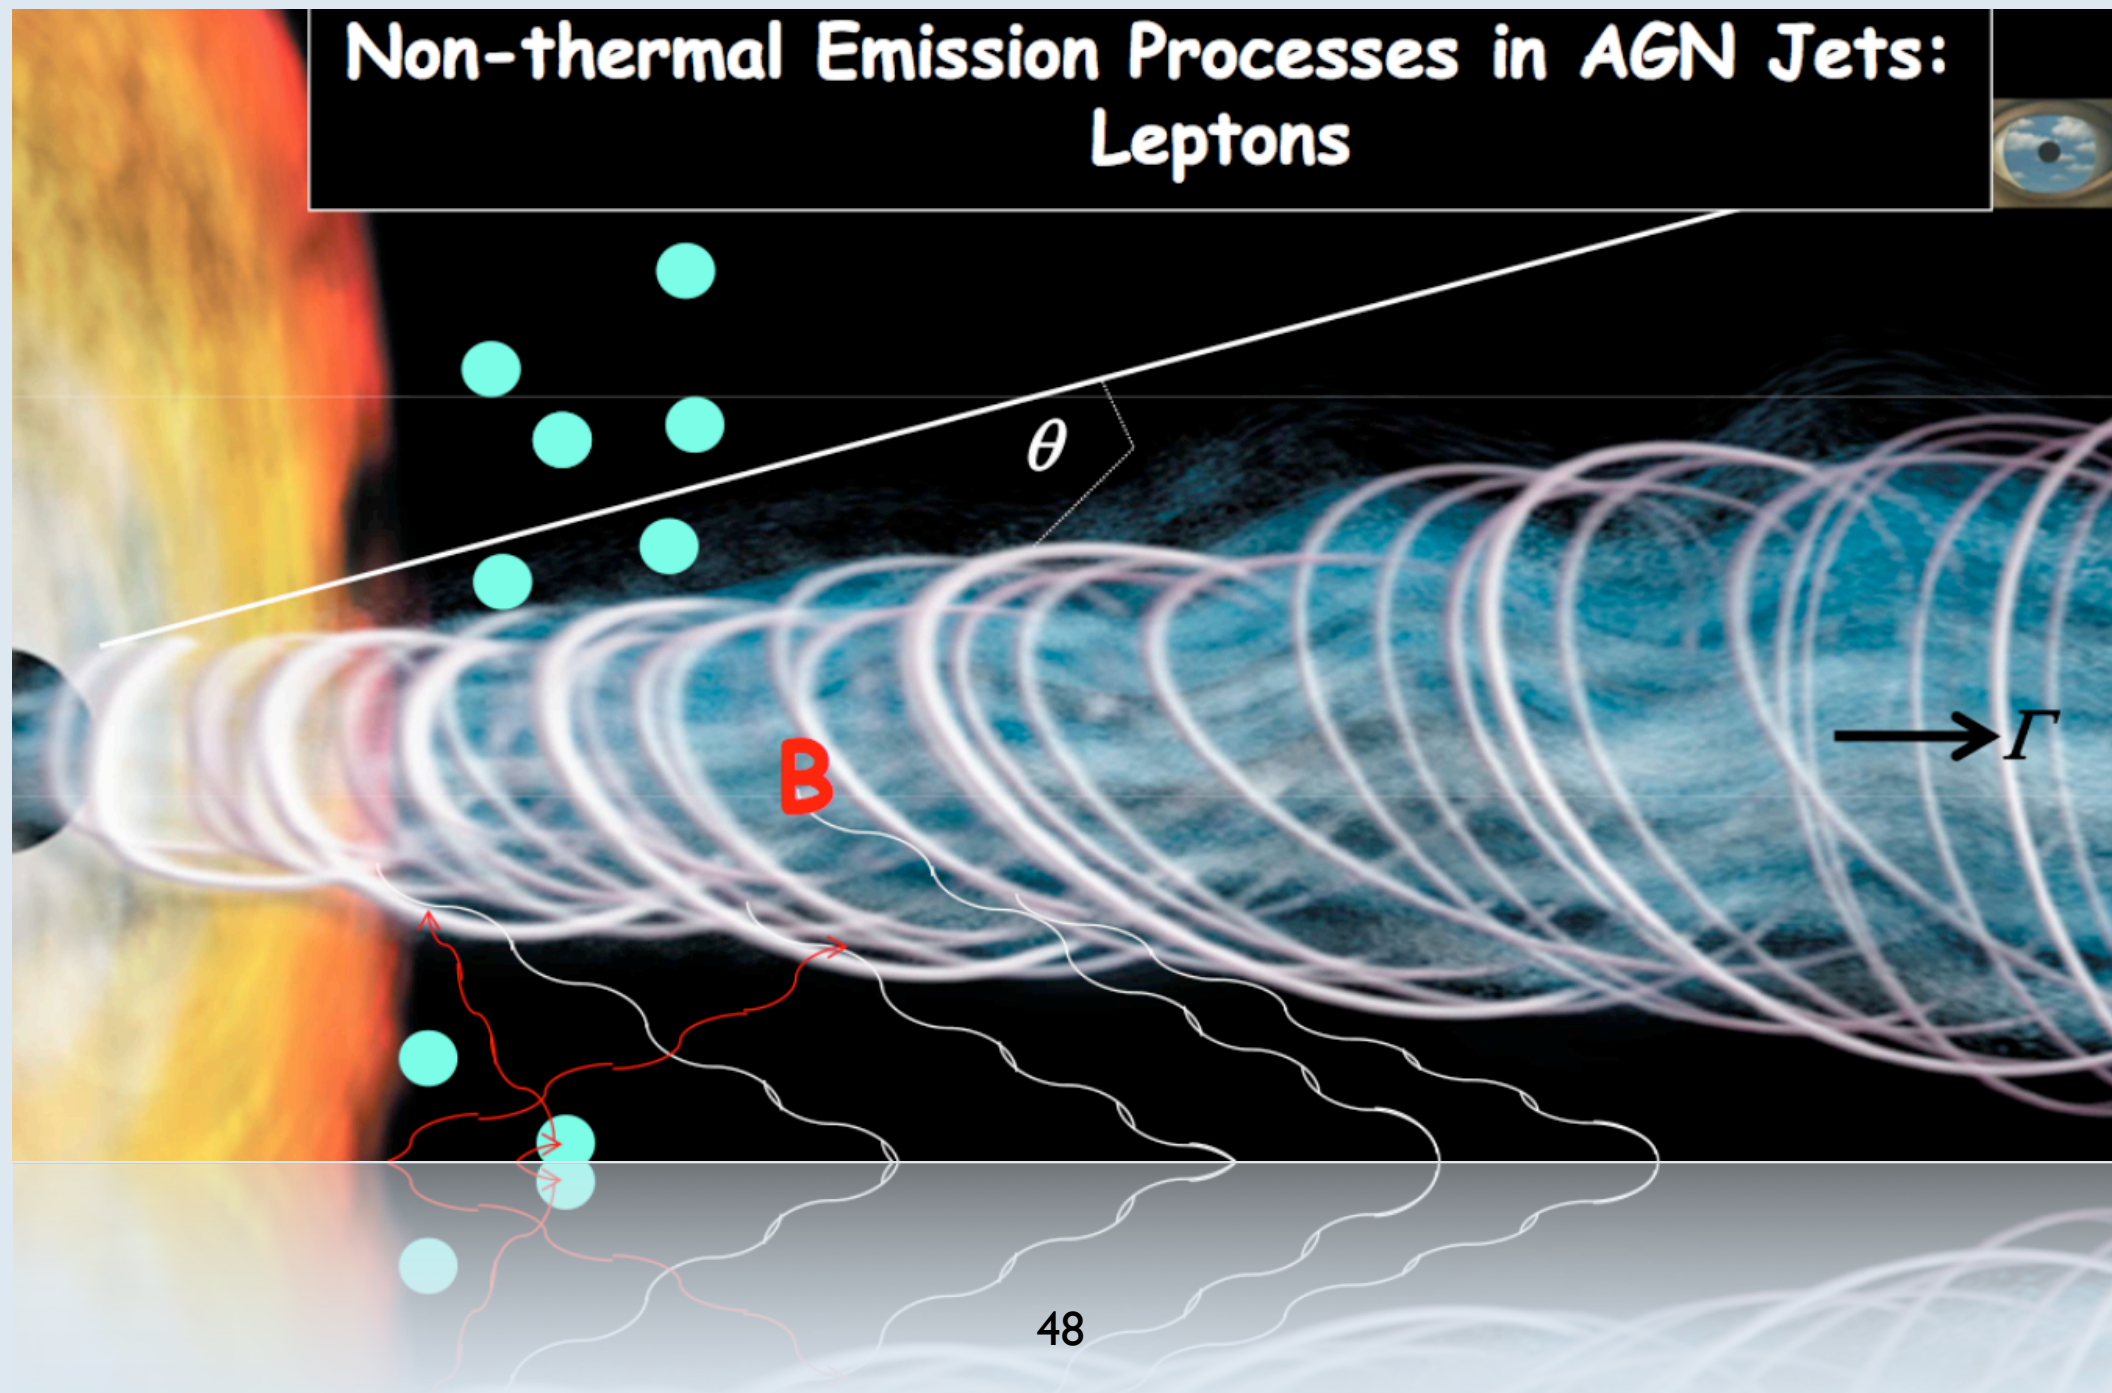 Non-thermal Emission Processes in AGN Jets:
Leptons
θ
B
Γ
48